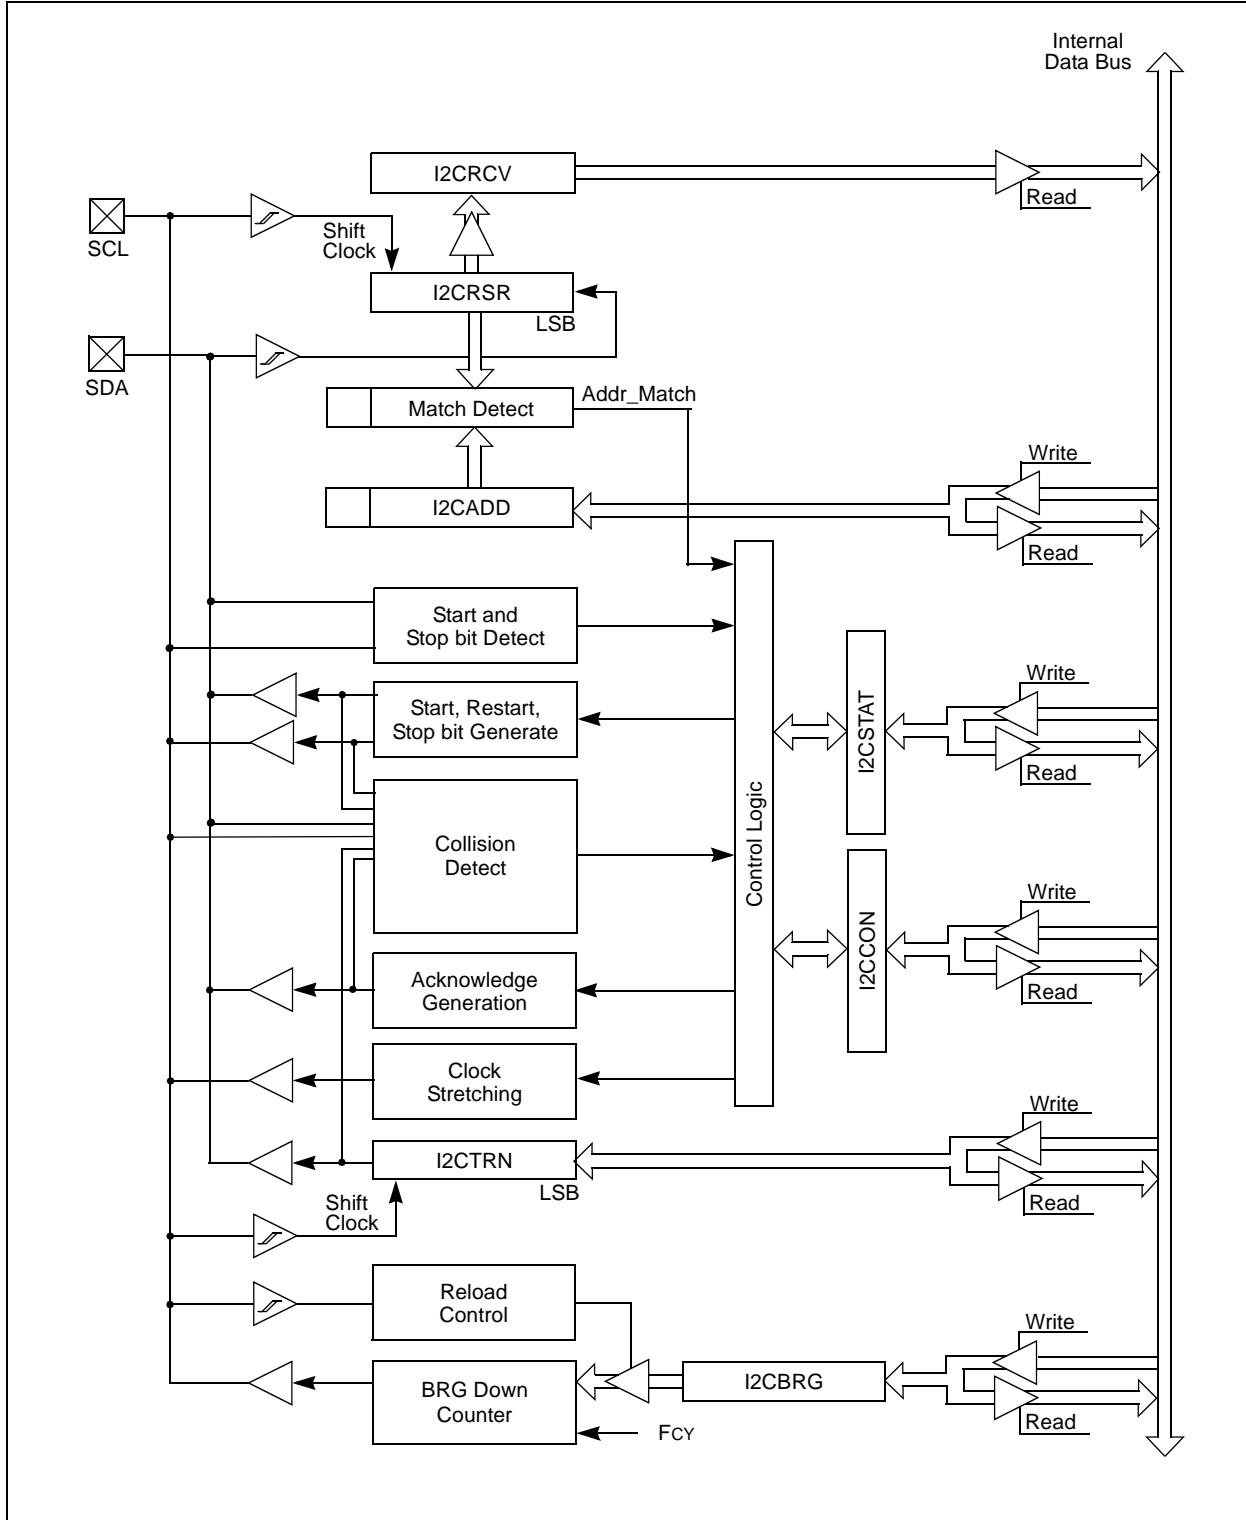 Internal
Data Bus
I2CRCV
Read
SCL
Shift
Clock
I2CRSR
LSB
SDA
Match Detect
Addr_Match
Write
I2CADD
Read
Start and
Stop bit Detect
Write
Start, Restart,
Stop bit Generate
I2CSTAT
Read
Control Logic
Collision
Detect
Write
I2CCON
Acknowledge
Generation
Read
Clock
Stretching
Write
I2CTRN
LSB
Read
Shift
Clock
Reload
Control
Write
I2CBRG
BRG Down
Counter
Read
FCY